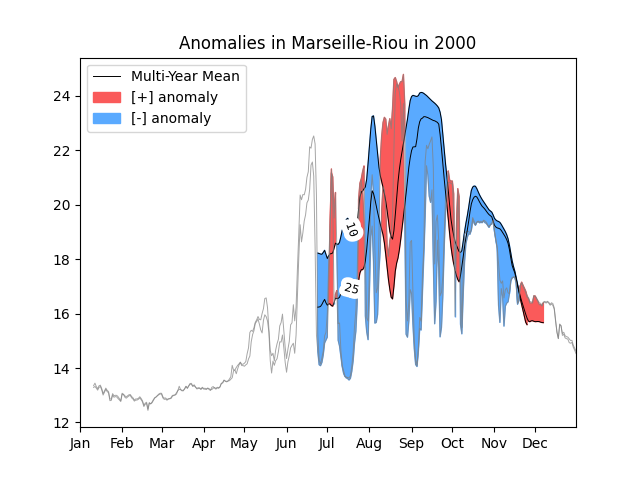 Anomalies in Marseille-Riou in 2000
Multi-Year Mean
[+] anomaly
[-] anomaly
24
22
20
18
16
14
12
10
25
Jan Feb Mar Apr May Jun Jul Aug Sep Oct Nov Dec